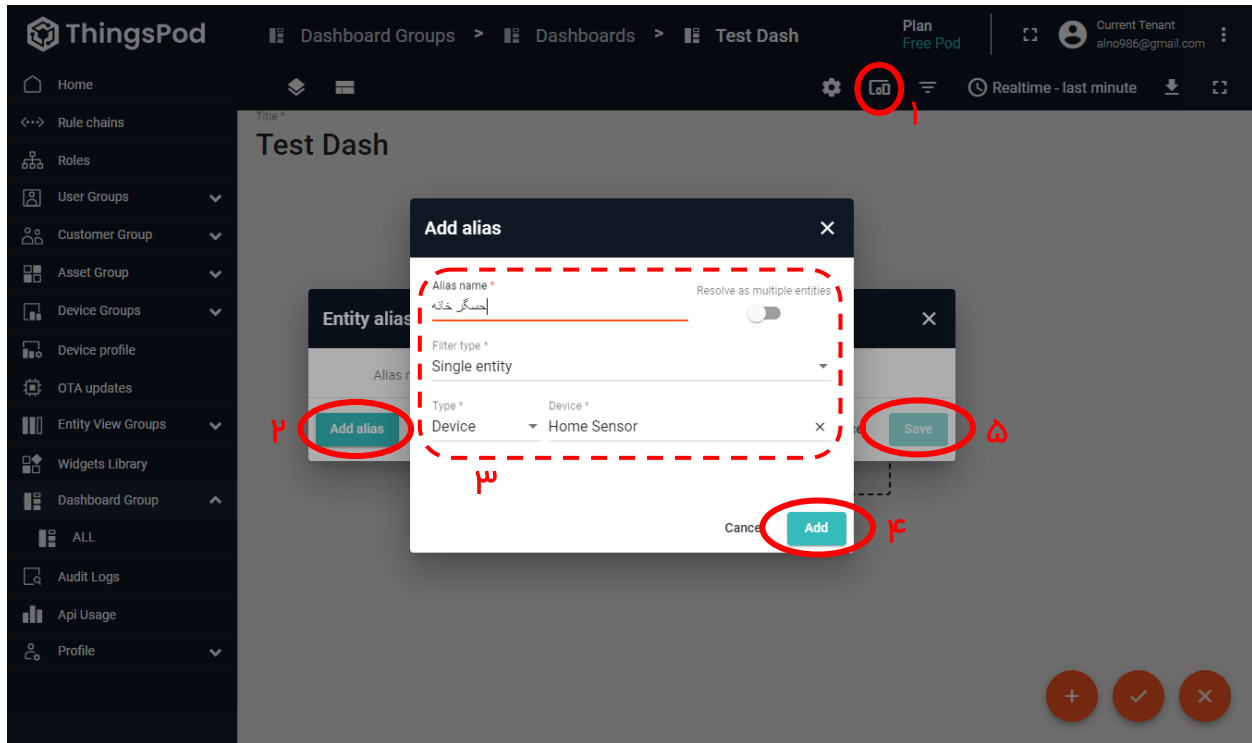 ThingsPod
Dashboard Groups > Dashboards > Test Dash
Plan
Free Pod
Current Tenant
alno986@gmail.com
Realtime - last minute
۱
Home
Rule chains
Roles
User Groups
Customer Group
Asset Group
Device Groups
Device profile
OTA updates
Entity View Groups
Widgets Library
Dashboard Group
ALL
Audit Logs
Api Usage
Profile
Title *
Test Dash
Entity alias
Alias
Add alias
۲
Save
۵
Add alias
Alias name *
حسگر خانه
Resolve as multiple entities
Filter type *
Single entity
Type *
Device
Device *
Home Sensor
۳
Cance
Add
۴